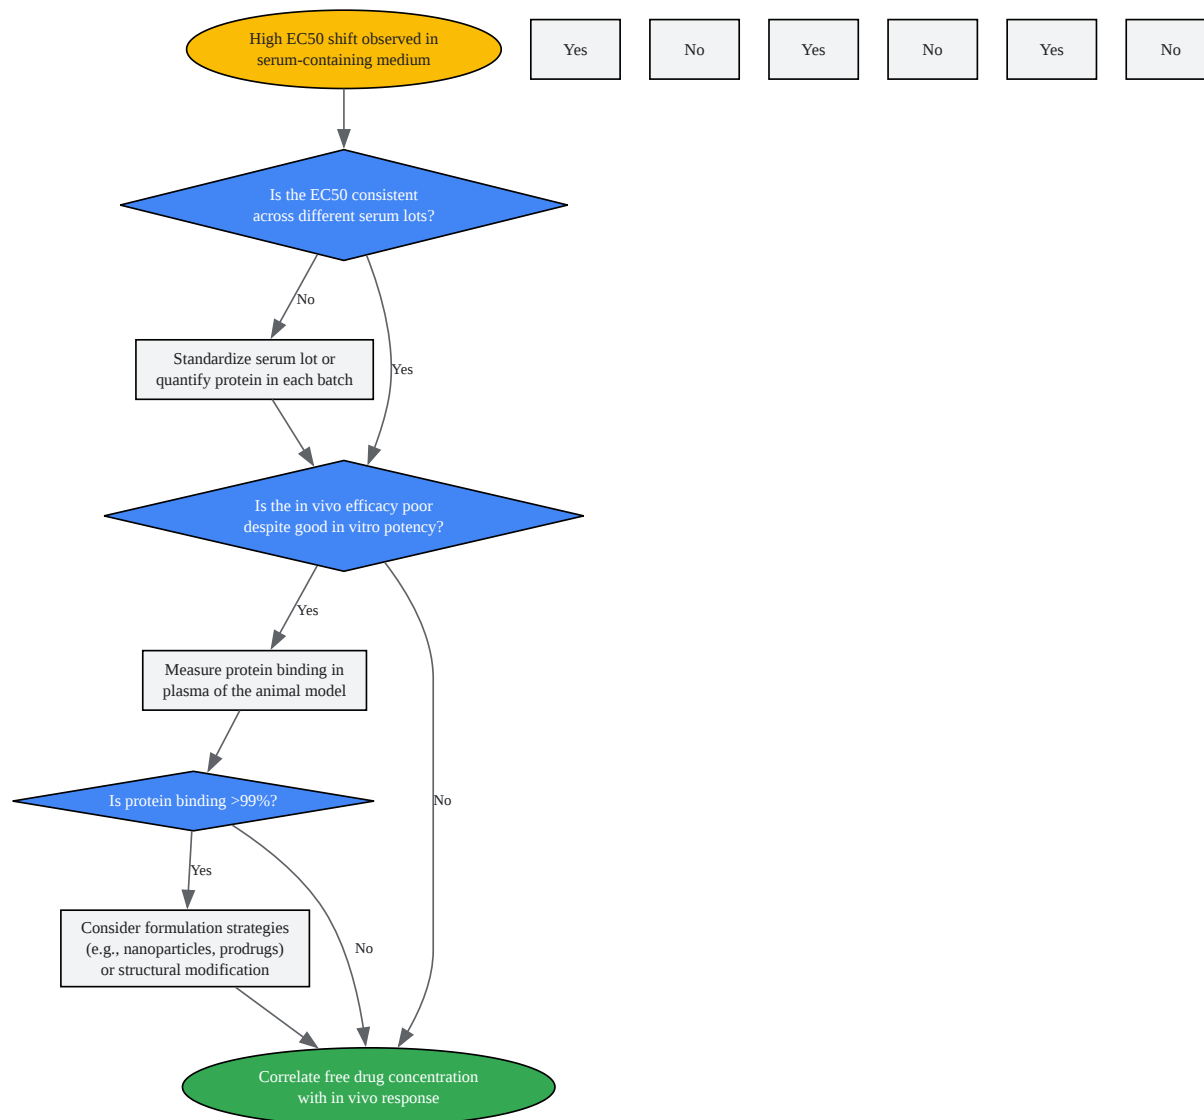 High EC50 shift observed in
serum-containing medium
Yes
No
Yes
No
Yes
No
Is the EC50 consistent
across different serum lots?
No
Standardize serum lot or
quantify protein in each batch
Yes
Is the in vivo efficacy poor
despite good in vitro potency?
Yes
Measure protein binding in
plasma of the animal model
Is protein binding >99%?
No
Yes
Consider formulation strategies
(e.g., nanoparticles, prodrugs)
or structural modification
No
Correlate free drug concentration
with in vivo response